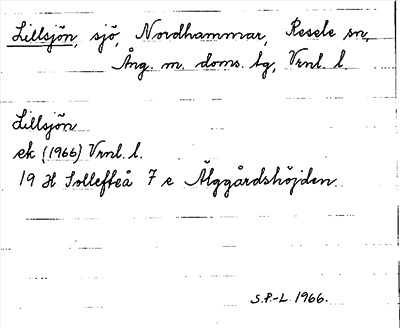 Lillsjön, sjö, Nordhammar, Resele sn,
Ång. m. doms. lg, Vrnl. l.
Lillsjön
ek (1966) Vrnl. l.
19 H Sollefteå 7 e Älggårdshöjden.
S.P.-L. 1966.